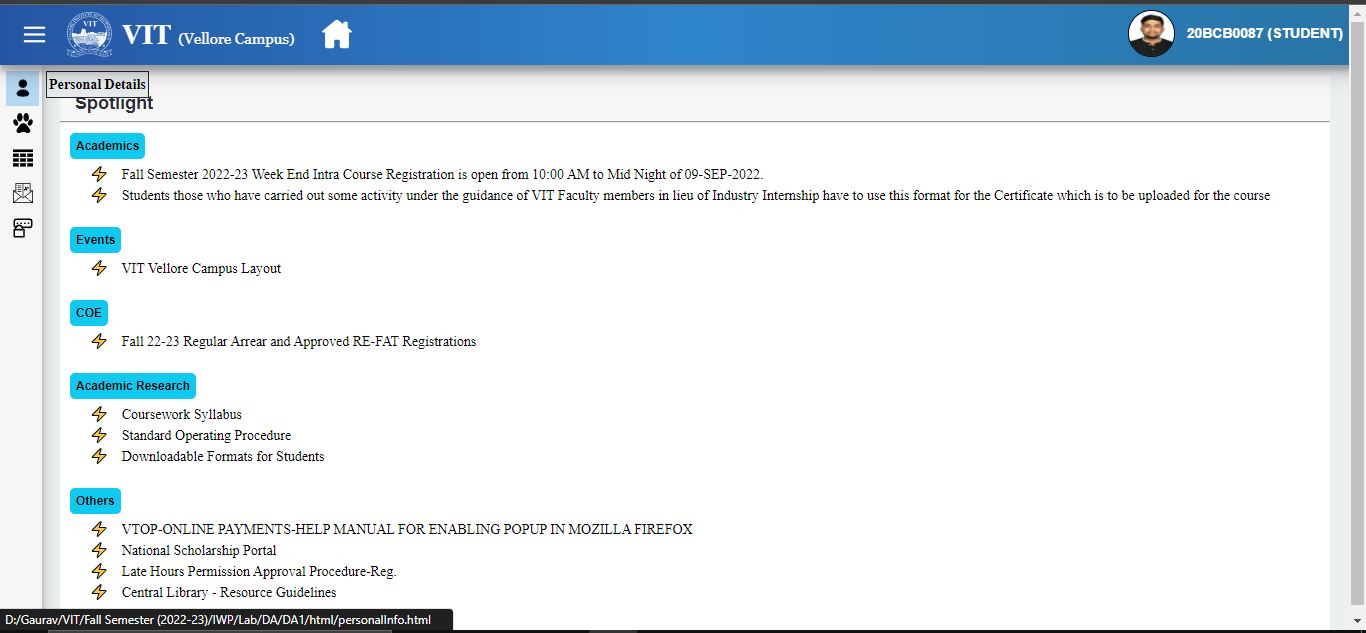 VIT (Vellore Campus)
20BCB0087 (STUDENT)
Personal Details
Spotlight
Academics
Fall Semester 2022-23 Week End Intra Course Registration is open from 10:00 AM to Mid Night of 09-SEP-2022.
Students those who have carried out some activity under the guidance of VIT Faculty members in lieu of Industry Internship have to use this format for the Certificate which is to be uploaded for the course
Events
VIT Vellore Campus Layout
COE
Fall 22-23 Regular Arrear and Approved RE-FAT Registrations
Academic Research
Coursework Syllabus
Standard Operating Procedure
Downloadable Formats for Students
Others
VTOP-ONLINE PAYMENTS-HELP MANUAL FOR ENABLING POPUP IN MOZILLA FIREFOX
National Scholarship Portal
Late Hours Permission Approval Procedure-Reg.
Central Library - Resource Guidelines
D:/Gaurav/VIT/Fall Semester (2022-23)/IWP/Lab/DA/DA1/html/personalInfo.html